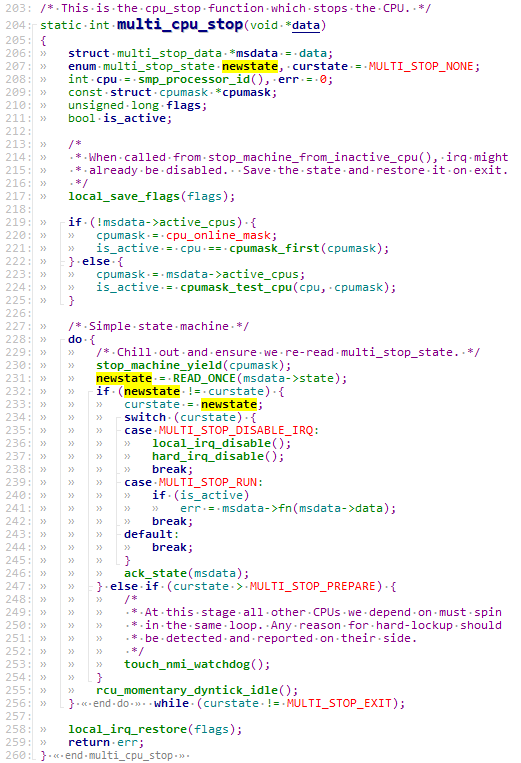 203: /* This is the cpu_stop function which stops the CPU. */
204: static int multi_cpu_stop(void *data)
205: {
206: » struct multi_stop_data *msdata = data;
207: » enum multi_stop_state newstate, curstate = MULTI_STOP_NONE;
208: » int cpu = smp_processor_id(), err = 0;
209: » const struct cpumask *cpumask;
210: » unsigned long flags;
211: » bool is_active;
212:
213: » /*
214: » * When called from stop_machine_from_inactive_cpu(), irq might
215: » * already be disabled. Save the state and restore it on exit.
216: » */
217: » local_save_flags(flags);
218:
219: » if (!msdata->active_cpus) {
220: » » cpumask = cpu_online_mask;
221: » » is_active = cpu == cpumask_first(cpumask);
222: » } else {
223: » » cpumask = msdata->active_cpus;
224: » » is_active = cpumask_test_cpu(cpu, cpumask);
225: » }
226:
227: » /* Simple state machine */
228: » do {
229: » » /* Chill out and ensure we re-read multi_stop_state. */
230: » » stop_machine_yield(cpumask);
231: » » newstate = READ_ONCE(msdata->state);
232: » » if (newstate != curstate) {
233: » » » curstate = newstate;
234: » » » switch (curstate) {
235: » » » case MULTI_STOP_DISABLE_IRQ:
236: » » » » local_irq_disable();
237: » » » » hard_irq_disable();
238: » » » » break;
239: » » » case MULTI_STOP_RUN:
240: » » » » if (is_active)
241: » » » » » err = msdata->fn(msdata->data);
242: » » » » break;
243: » » » default:
244: » » » » break;
245: » » » }
246: » » » ack_state(msdata);
247: » » } else if (curstate > MULTI_STOP_PREPARE) {
248: » » » /*
249: » » » * At this stage all other CPUs we depend on must spin
250: » » » * in the same loop. Any reason for hard-lockup should
251: » » » * be detected and reported on their side.
252: » » » */
253: » » » touch_nmi_watchdog();
254: » » }
255: » » rcu_momentary_dyntick_idle();
256: » } « end do » while (curstate != MULTI_STOP_EXIT);
257:
258: » local_irq_restore(flags);
259: » return err;
260: } « end multi_cpu_stop »